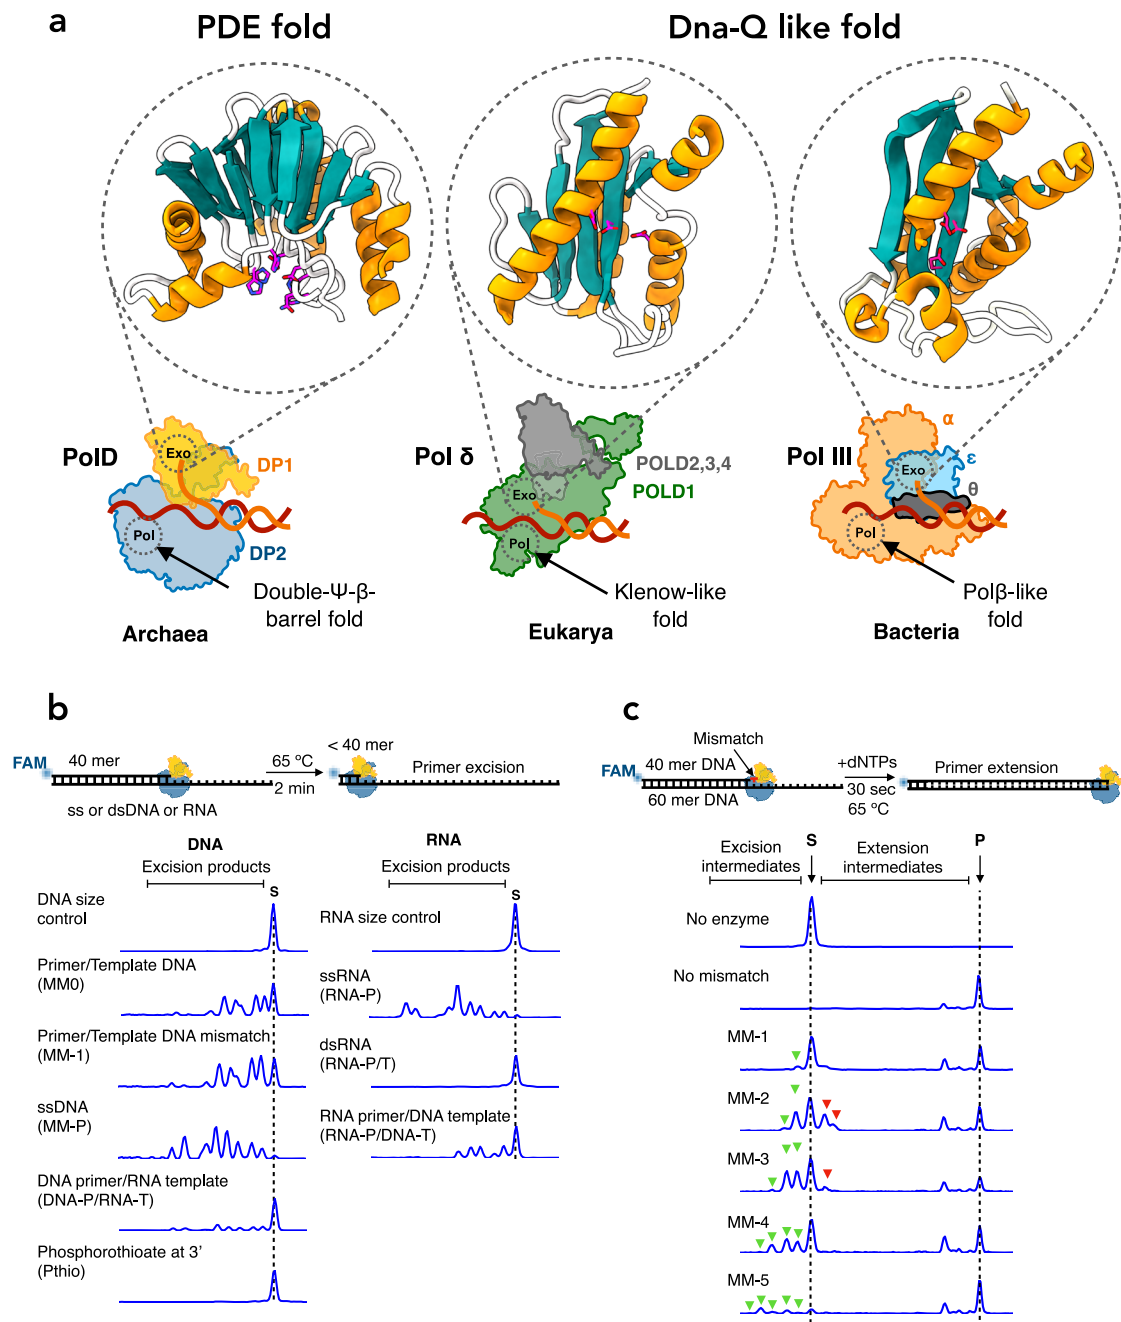 a
PDE fold
Dna-Q like fold
PolD
Exo
DP1
Pol
DP2
Double-Ψ-β-
barrel fold
Archaea
Pol δ
POLD2,3,4
POLD1
Exo
Pol
Klenow-like
fold
Eukarya
Pol III
α
ε
Exo
θ
Pol
Polβ-like
fold
Bacteria
b
FAM
40 mer
ss or dsDNA or RNA
65 ºC
2 min
< 40 mer
Primer excision
DNA
Excision products
S
RNA
Excision products
S
DNA size
control
Primer/Template DNA
(MM0)
Primer/Template DNA mismatch
(MM-1)
ssDNA
(MM-P)
DNA primer/RNA template
(DNA-P/RNA-T)
Phosphorothioate at 3’
(Pthio)
RNA size control
ssRNA
(RNA-P)
dsRNA
(RNA-P/T)
RNA primer/DNA template
(RNA-P/DNA-T)
c
Mismatch
FAM
40 mer DNA
60 mer DNA
+dNTPs
30 sec
65 ºC
Primer extension
Excision
intermediates
S
Extension
intermediates
P
No enzyme
No mismatch
MM-1
MM-2
MM-3
MM-4
MM-5